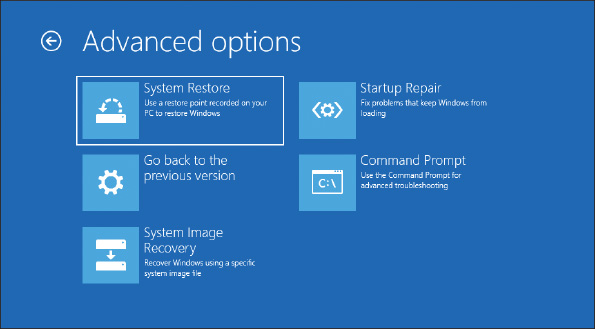 Advanced options
System Restore
Use a restore point recorded on your
PC to restore Windows
Startup Repair
Fix problems that keep Windows from
loading
Go back to the
previous version
Command Prompt
Use the Command Prompt for
advanced troubleshooting
C:\
System Image
Recovery
Recover Windows using a specific
system image file